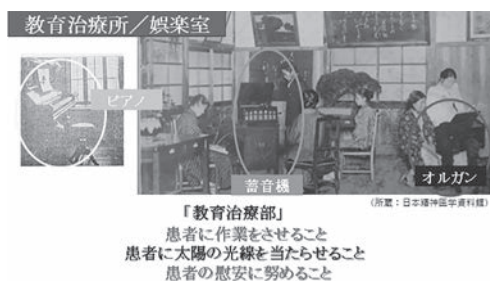 教育治療所／娯楽室
ピアノ
蓄音機
オルガン
(所蔵：日本精神医学資料館)
『教育治療部』
患者に作業をさせること
患者に太陽の光線を当たらせること
患者の慰安に努めること